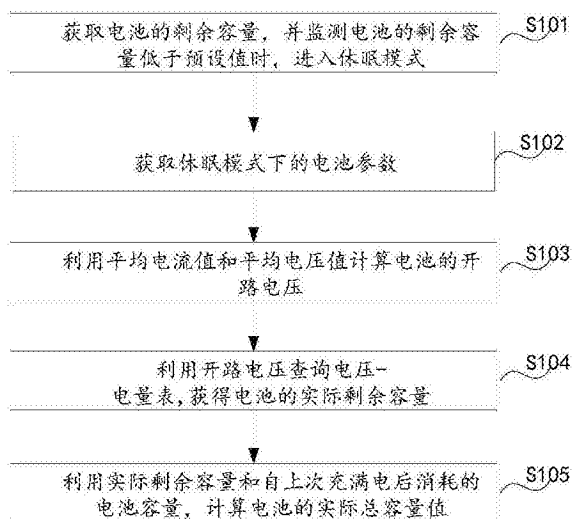 获取电池的剩余容量，并监测电池的剩余容
量低于预设值时，进入休眠模式
S101
获取休眠模式下的电池参数
S102
利用平均电流值和平均电压值计算电池的开
路电压
S103
利用开路电压查询电压-
电量表,获得电池的实际剩余容量
S104
利用实际剩余容量和自上次充满电后消耗的
电池容量，计算电池的实际总容量值
S105